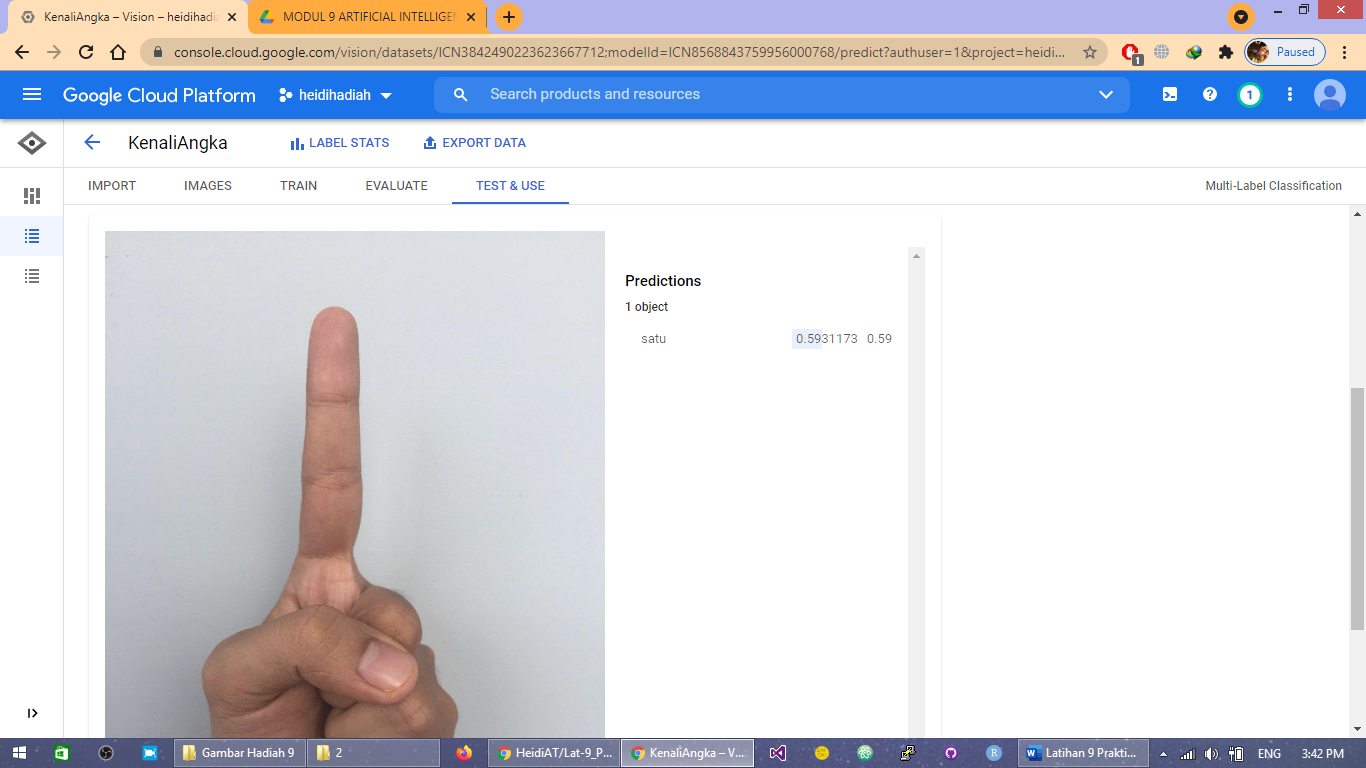 KenaliAngka – Vision – heidihadia
MODUL 9 ARTIFICIAL INTELLIGEN
console.cloud.google.com/vision/datasets/ICN3842490223623667712;modelId=ICN8568843759956000768/predict?authuser=1&project=heidi...
1
Paused
Google Cloud Platform
heidihadiah
Search products and resources
1
KenaliAngka
LABEL STATS
EXPORT DATA
IMPORT
IMAGES
TRAIN
EVALUATE
TEST & USE
Multi-Label Classification
Predictions
1 object
satu 0.5931173 0.59
Gambar Hadiah 9
2
HeidiAT/Lat-9_P...
KenaliAngka – V...
R
Latihan 9 Prakti...
ENG
3:42 PM